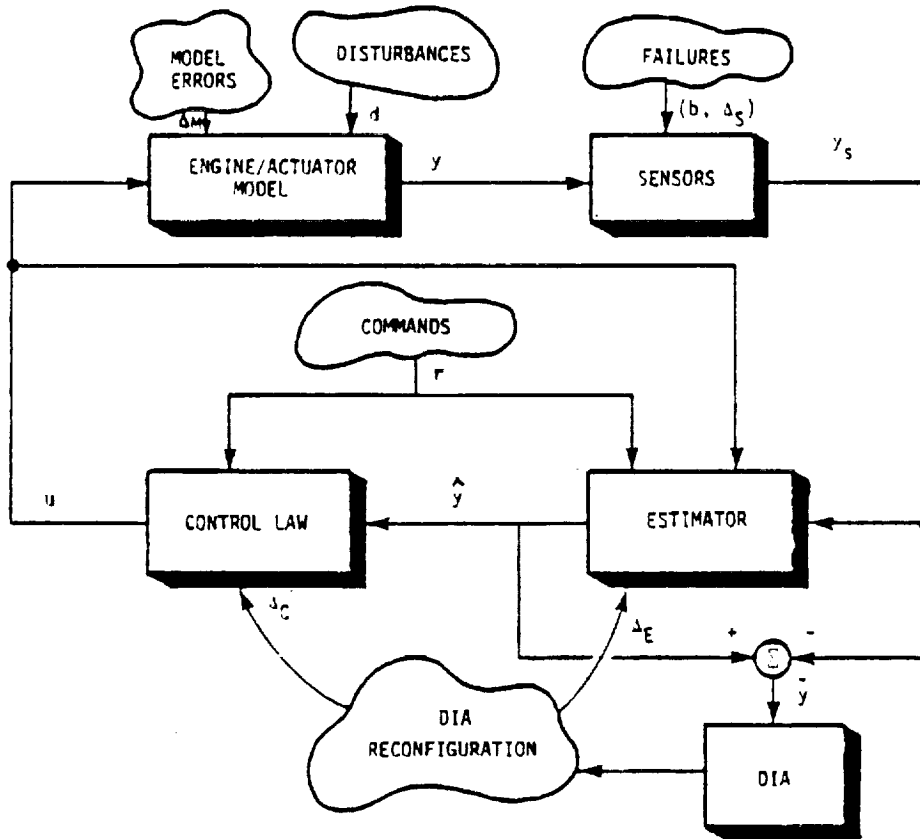 MODEL
ERRORS
DISTURBANCES
FAILURES
ΔM
d
(b, ΔS)
ENGINE/ACTUATOR
MODEL
y
SENSORS
yS
COMMANDS
r
u
CONTROL LAW
ŷ
ESTIMATOR
ΔC
ΔE
+
-
Σ
ỹ
DIA
RECONFIGURATION
DIA